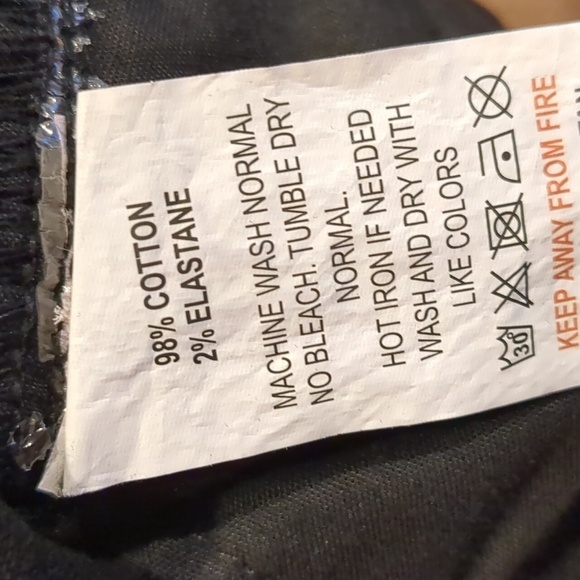 98% COTTON
2% ELASTANE
MACHINE WASH NORMAL
NO BLEACH. TUMBLE DRY
NORMAL.
HOT IRON IF NEEDED
WASH AND DRY WITH
LIKE COLORS
30°
KEEP AWAY FROM FIRE